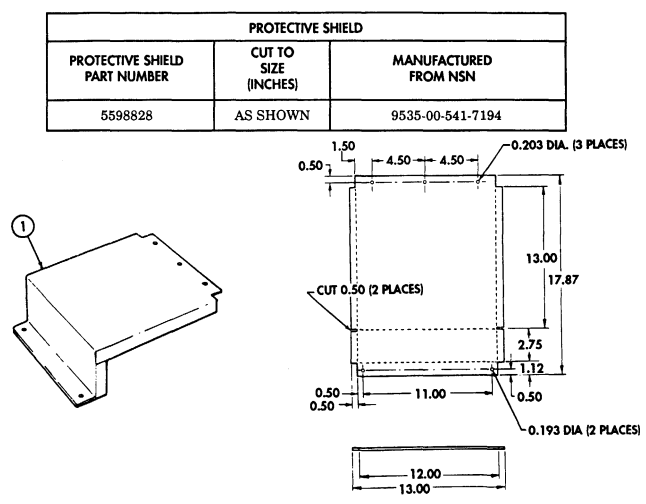 PROTECTIVE SHIELD
PROTECTIVE SHIELD
PART NUMBER
CUT TO
SIZE
(INCHES)
MANUFACTURED
FROM NSN
5598828
AS SHOWN
9535-00-541-7194
1.50
0.50
4.50
4.50
0.203 DIA. (3 PLACES)
1
13.00
17.87
CUT 0.50 (2 PLACES)
2.75
1.12
0.50
11.00
0.50
0.50
0.193 DIA (2 PLACES)
12.00
13.00